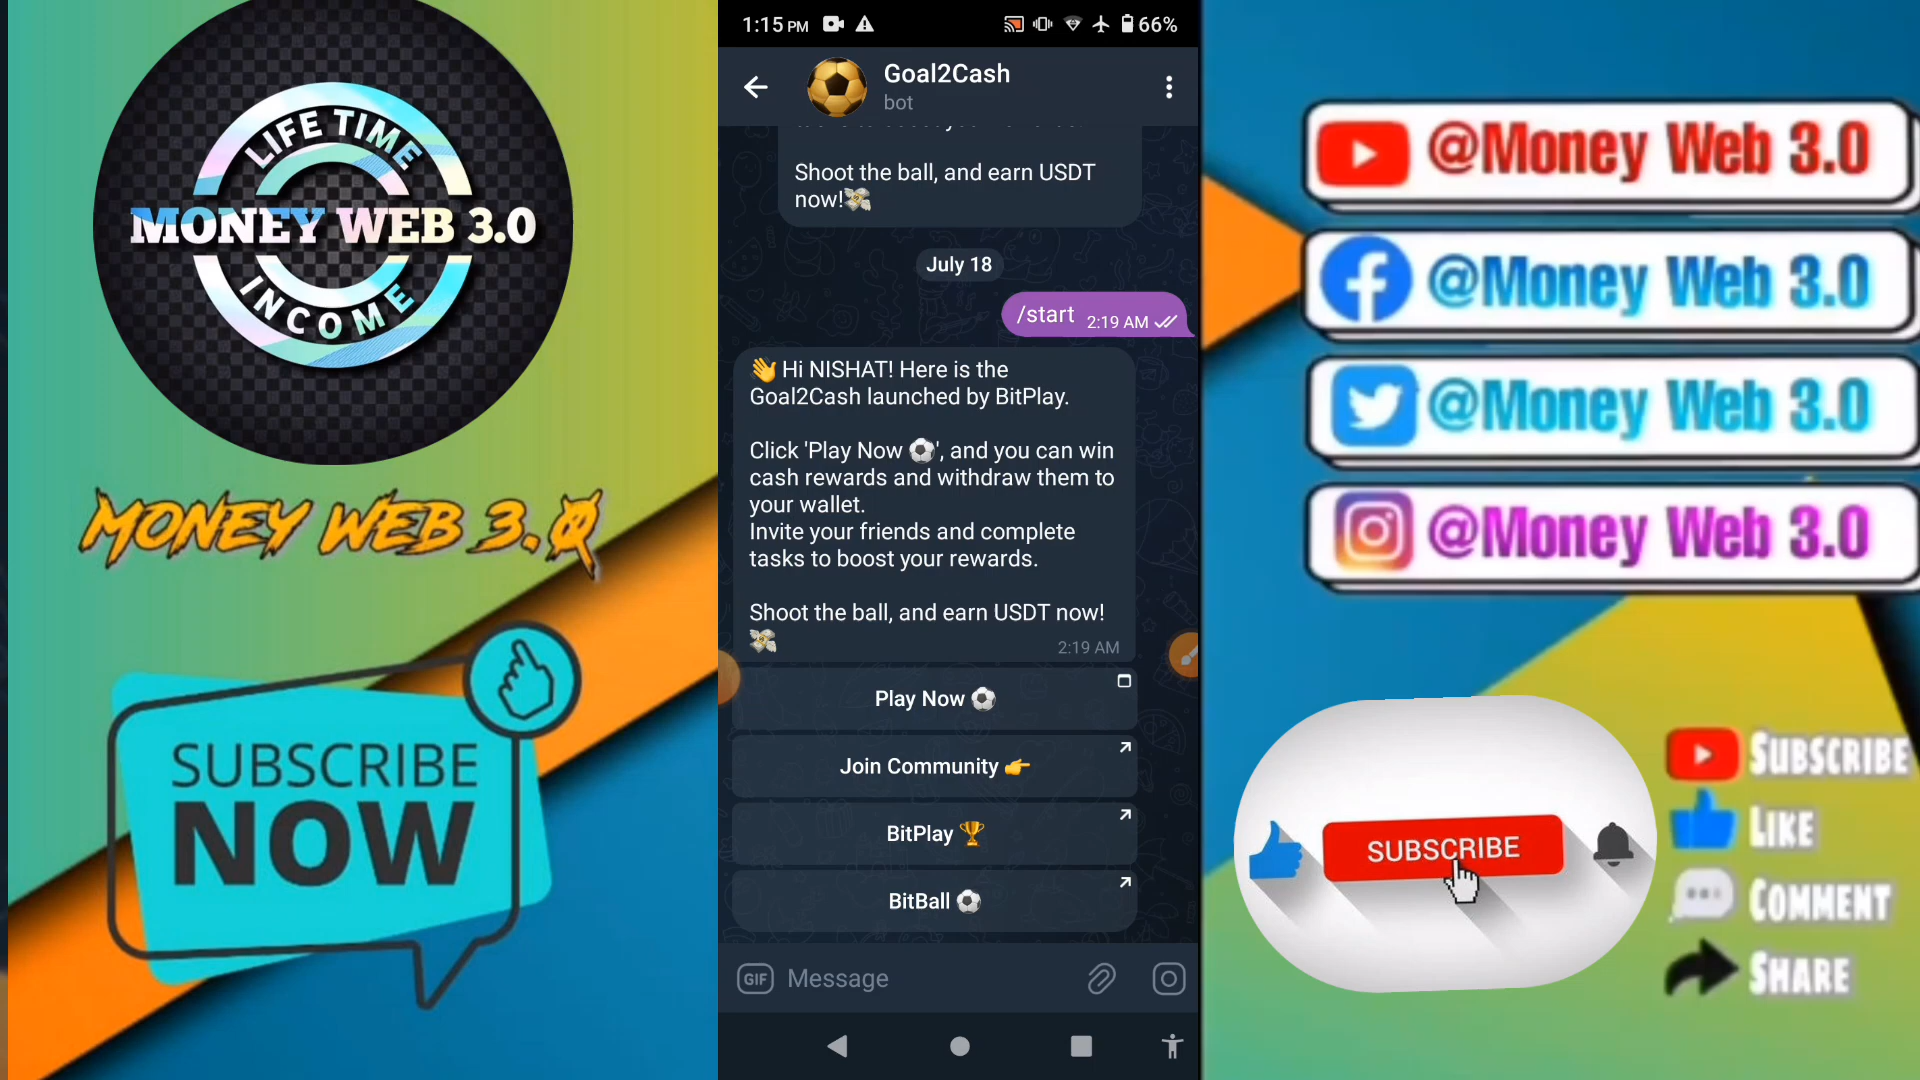 LIFE TIME
MONEY WEB 3.0
INCOME
MONEY WEB 3.0
SUBSCRIBE
NOW
1:15 PM
66%
Goal2Cash
bot
Shoot the ball, and earn USDT
now!💸
July 18
/start 2:19 AM
👋 Hi NISHAT! Here is the
Goal2Cash launched by BitPlay.
Click 'Play Now ⚽', and you can win
cash rewards and withdraw them to
your wallet.
Invite your friends and complete
tasks to boost your rewards.
Shoot the ball, and earn USDT now!
💸
2:19 AM
Play Now ⚽
Join Community 👉
BitPlay 🏆
BitBall ⚽
GIF Message
@Money Web 3.0
@Money Web 3.0
@Money Web 3.0
@Money Web 3.0
SUBSCRIBE
SUBSCRIBE
LIKE
COMMENT
SHARE